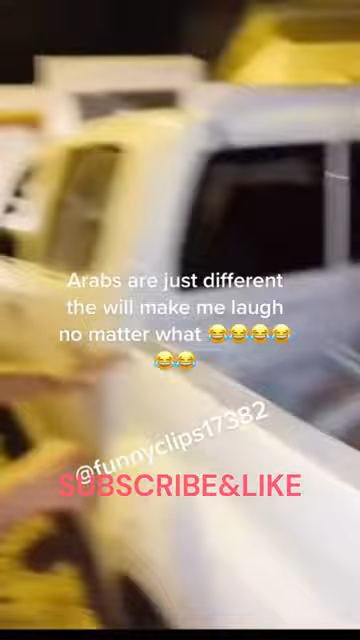 Arabs are just different
the will make me laugh
no matter what 😂😂😂😂
😂😂
@funnyclips17382
SUBSCRIBE&LIKE